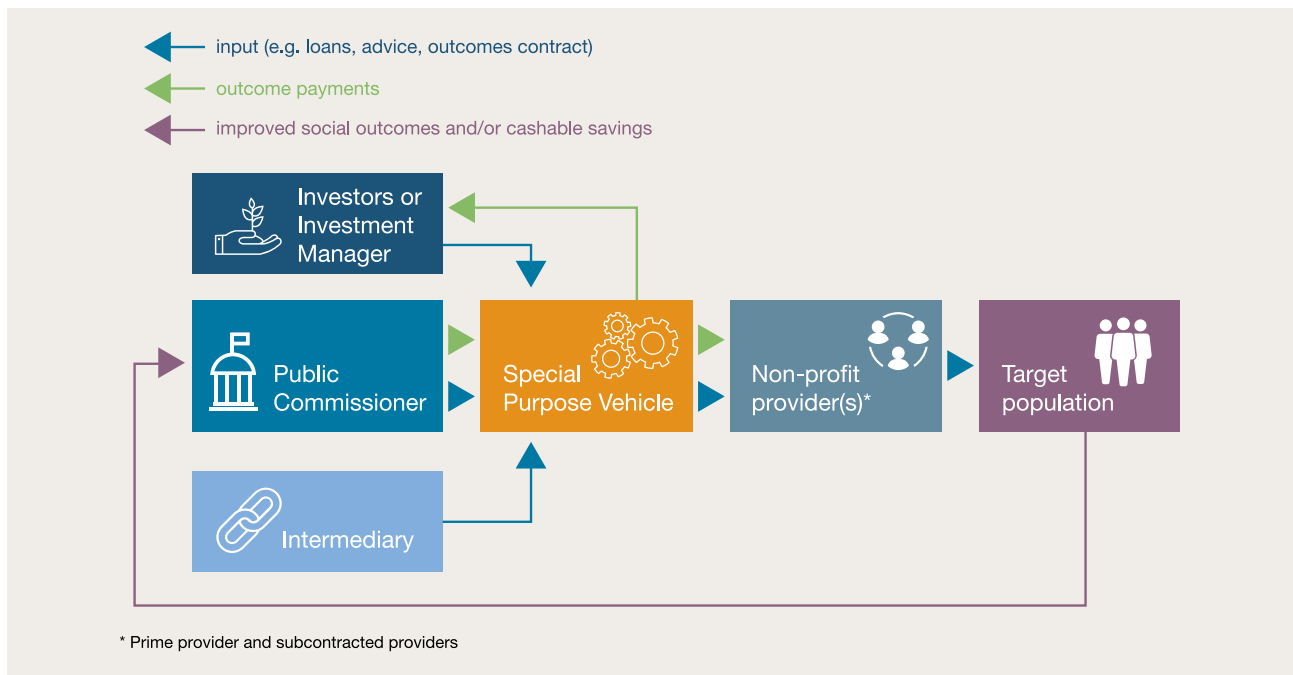 input (e.g. loans, advice, outcomes contract)
outcome payments
improved social outcomes and/or cashable savings
Investors or
Investment
Manager
Public
Commissioner
Special
Purpose Vehicle
Non-profit
provider(s)*
Target
population
Intermediary
* Prime provider and subcontracted providers